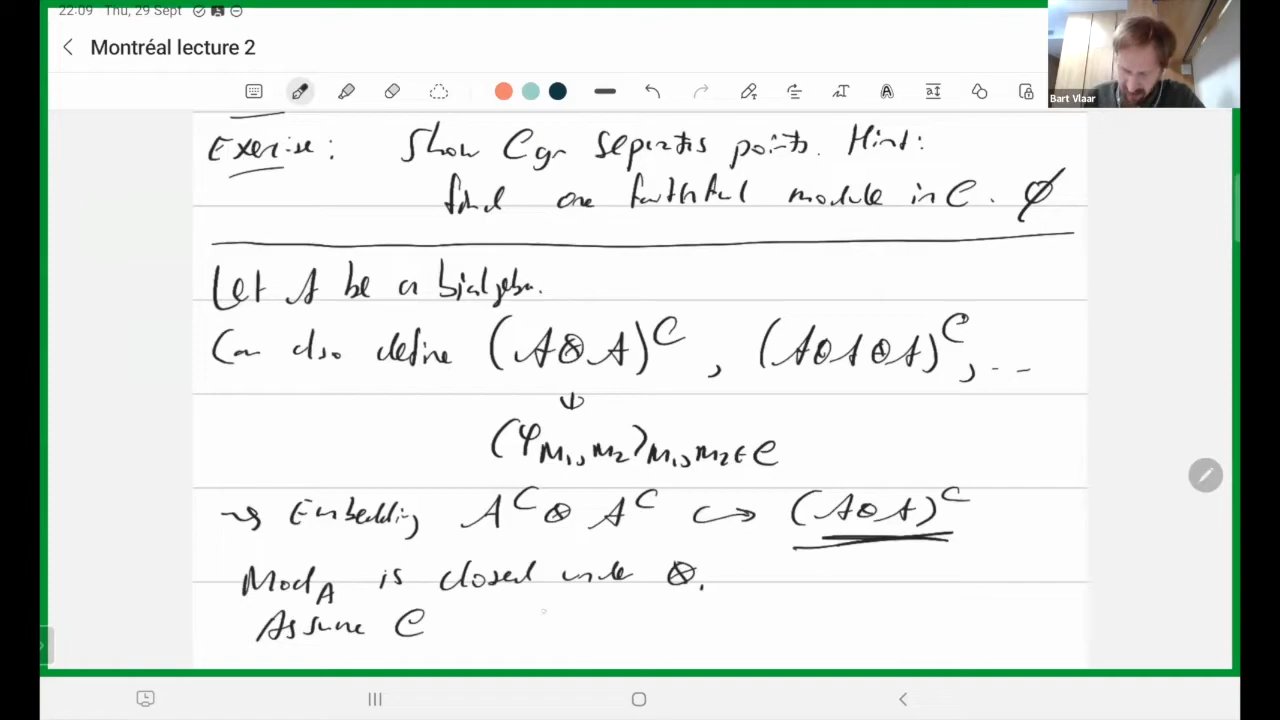 22:09 Thu, 29 Sept
Montréal lecture 2
Bart Vlaar
Exercise: Show C_gr separates points. Hint:
find one faithful module in C. ∅
Let A be a bialgebra.
Can also define (A⊗A)^C, (A⊗A⊗A)^C, ...
↓
(φ_{M₁,M₂})_{M₁,M₂∈C}
⤳ Embedding A^C ⊗ A^C ↪ (A⊗A)^C
Mod_A is closed under ⊗.
Assume C